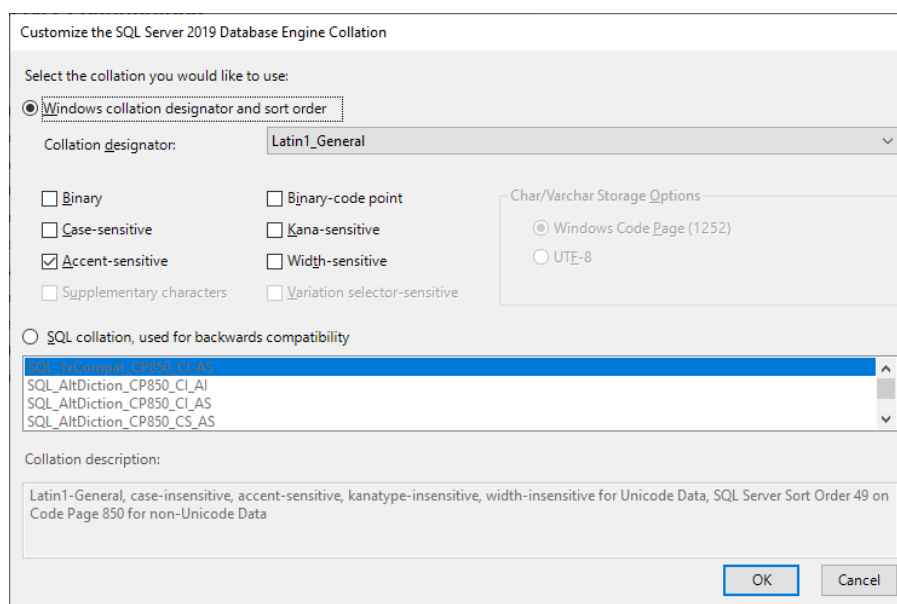 Customize the SQL Server 2019 Database Engine Collation
Select the collation you would like to use:
Windows collation designator and sort order
Collation designator: Latin1_General
Binary Binary-code point Char/Varchar Storage Options
Case-sensitive Kana-sensitive Windows Code Page (1252)
Accent-sensitive Width-sensitive UTF-8
Supplementary characters Variation selector-sensitive
SQL collation, used for backwards compatibility
SQL_1xCompat_CP850_CI_AS
SQL_AltDiction_CP850_CI_AI
SQL_AltDiction_CP850_CI_AS
SQL_AltDiction_CP850_CS_AS
Collation description:
Latin1-General, case-insensitive, accent-sensitive, kanatype-insensitive, width-insensitive for Unicode Data, SQL Server Sort Order 49 on
Code Page 850 for non-Unicode Data
OK Cancel